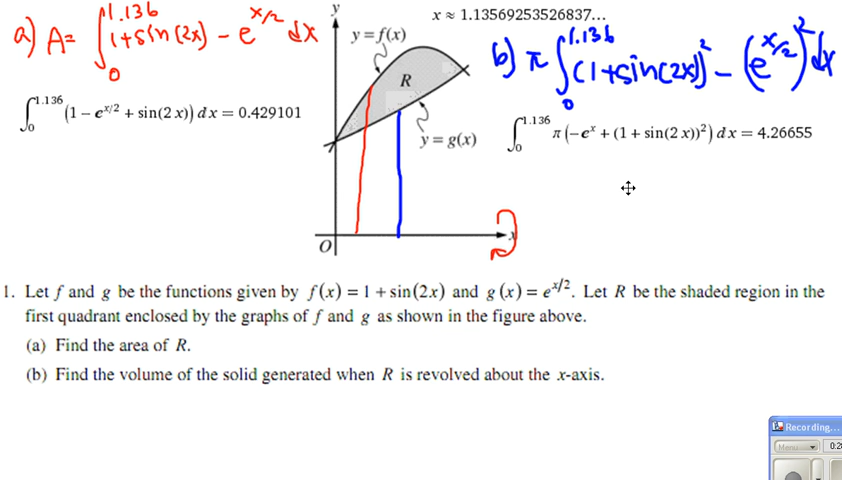 a) A = ∫₀^1.136 1+sin(2x) - e^x/2 dx
∫₀^1.136 (1 − e^x/2 + sin(2 x)) d x = 0.429101
y
y = f(x)
R
y = g(x)
O
x
x ≈ 1.13569253526837...
b) π ∫₀^1.136 (1+sin(2x))² - (e^x/2)² dx
∫₀^1.136 π (−e^x + (1 + sin(2 x))²) d x = 4.26655
1. Let f and g be the functions given by f(x) = 1 + sin(2x) and g(x) = e^x/2. Let R be the shaded region in the
first quadrant enclosed by the graphs of f and g as shown in the figure above.
(a) Find the area of R.
(b) Find the volume of the solid generated when R is revolved about the x-axis.
Recording...
Menu